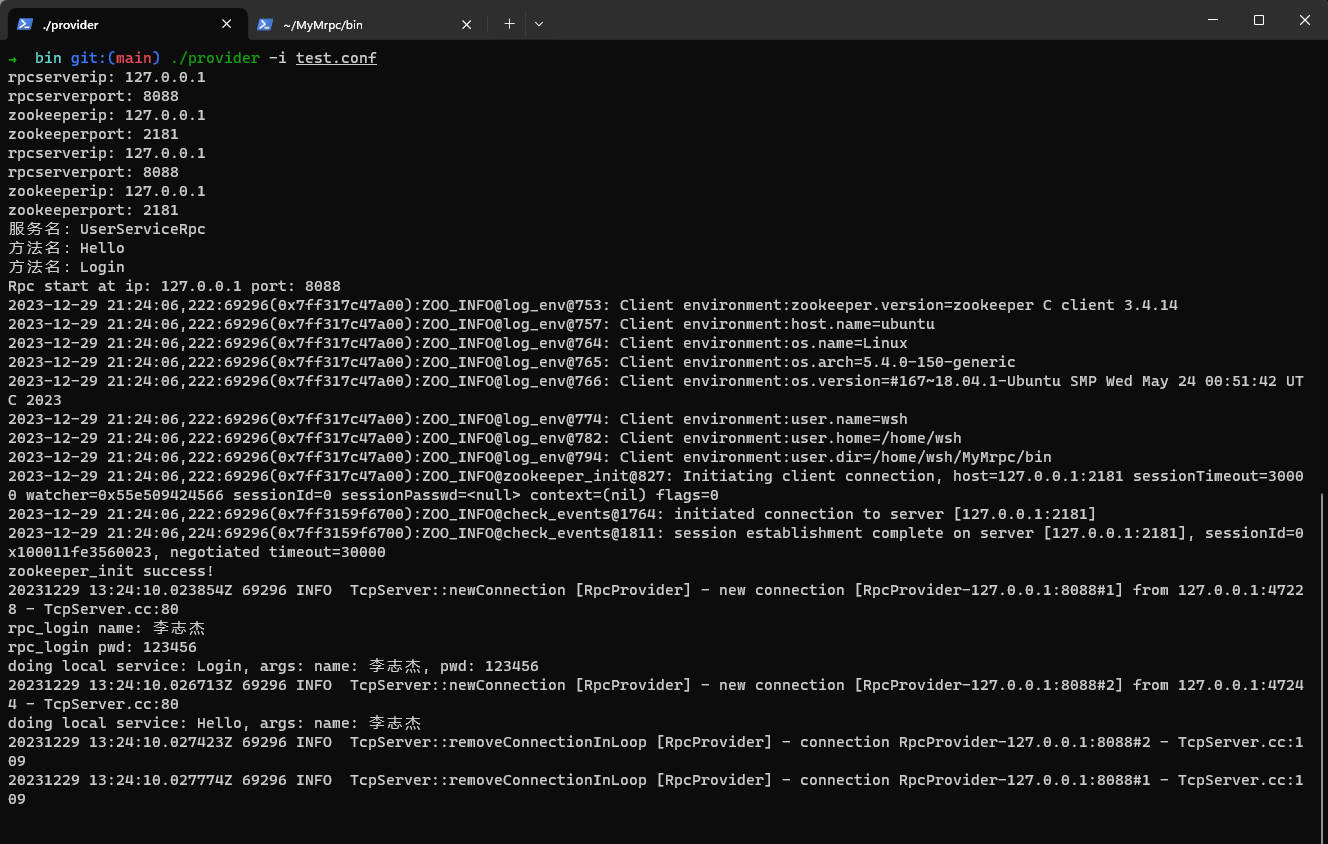 ./provider
~/MyMrpc/bin
→ bin git:(main) ./provider -i test.conf
rpcserverip: 127.0.0.1
rpcserverport: 8088
zookeeperip: 127.0.0.1
zookeeperport: 2181
rpcserverip: 127.0.0.1
rpcserverport: 8088
zookeeperip: 127.0.0.1
zookeeperport: 2181
服务名: UserServiceRpc
方法名: Hello
方法名: Login
Rpc start at ip: 127.0.0.1 port: 8088
2023-12-29 21:24:06,222:69296(0x7ff317c47a00):ZOO_INFO@log_env@753: Client environment:zookeeper.version=zookeeper C client 3.4.14
2023-12-29 21:24:06,222:69296(0x7ff317c47a00):ZOO_INFO@log_env@757: Client environment:host.name=ubuntu
2023-12-29 21:24:06,222:69296(0x7ff317c47a00):ZOO_INFO@log_env@764: Client environment:os.name=Linux
2023-12-29 21:24:06,222:69296(0x7ff317c47a00):ZOO_INFO@log_env@765: Client environment:os.arch=5.4.0-150-generic
2023-12-29 21:24:06,222:69296(0x7ff317c47a00):ZOO_INFO@log_env@766: Client environment:os.version=#167~18.04.1-Ubuntu SMP Wed May 24 00:51:42 UT
C 2023
2023-12-29 21:24:06,222:69296(0x7ff317c47a00):ZOO_INFO@log_env@774: Client environment:user.name=wsh
2023-12-29 21:24:06,222:69296(0x7ff317c47a00):ZOO_INFO@log_env@782: Client environment:user.home=/home/wsh
2023-12-29 21:24:06,222:69296(0x7ff317c47a00):ZOO_INFO@log_env@794: Client environment:user.dir=/home/wsh/MyMrpc/bin
2023-12-29 21:24:06,222:69296(0x7ff317c47a00):ZOO_INFO@zookeeper_init@827: Initiating client connection, host=127.0.0.1:2181 sessionTimeout=3000
0 watcher=0x55e509424566 sessionId=0 sessionPasswd=<null> context=(nil) flags=0
2023-12-29 21:24:06,222:69296(0x7ff3159f6700):ZOO_INFO@check_events@1764: initiated connection to server [127.0.0.1:2181]
2023-12-29 21:24:06,224:69296(0x7ff3159f6700):ZOO_INFO@check_events@1811: session establishment complete on server [127.0.0.1:2181], sessionId=0
x100011fe3560023, negotiated timeout=30000
zookeeper_init success!
20231229 13:24:10.023854Z 69296 INFO  TcpServer::newConnection [RpcProvider] - new connection [RpcProvider-127.0.0.1:8088#1] from 127.0.0.1:4722
8 - TcpServer.cc:80
rpc_login name: 李志杰
rpc_login pwd: 123456
doing local service: Login, args: name: 李志杰, pwd: 123456
20231229 13:24:10.026713Z 69296 INFO  TcpServer::newConnection [RpcProvider] - new connection [RpcProvider-127.0.0.1:8088#2] from 127.0.0.1:4724
4 - TcpServer.cc:80
doing local service: Hello, args: name: 李志杰
20231229 13:24:10.027423Z 69296 INFO  TcpServer::removeConnectionInLoop [RpcProvider] - connection RpcProvider-127.0.0.1:8088#2 - TcpServer.cc:1
09
20231229 13:24:10.027774Z 69296 INFO  TcpServer::removeConnectionInLoop [RpcProvider] - connection RpcProvider-127.0.0.1:8088#1 - TcpServer.cc:1
09